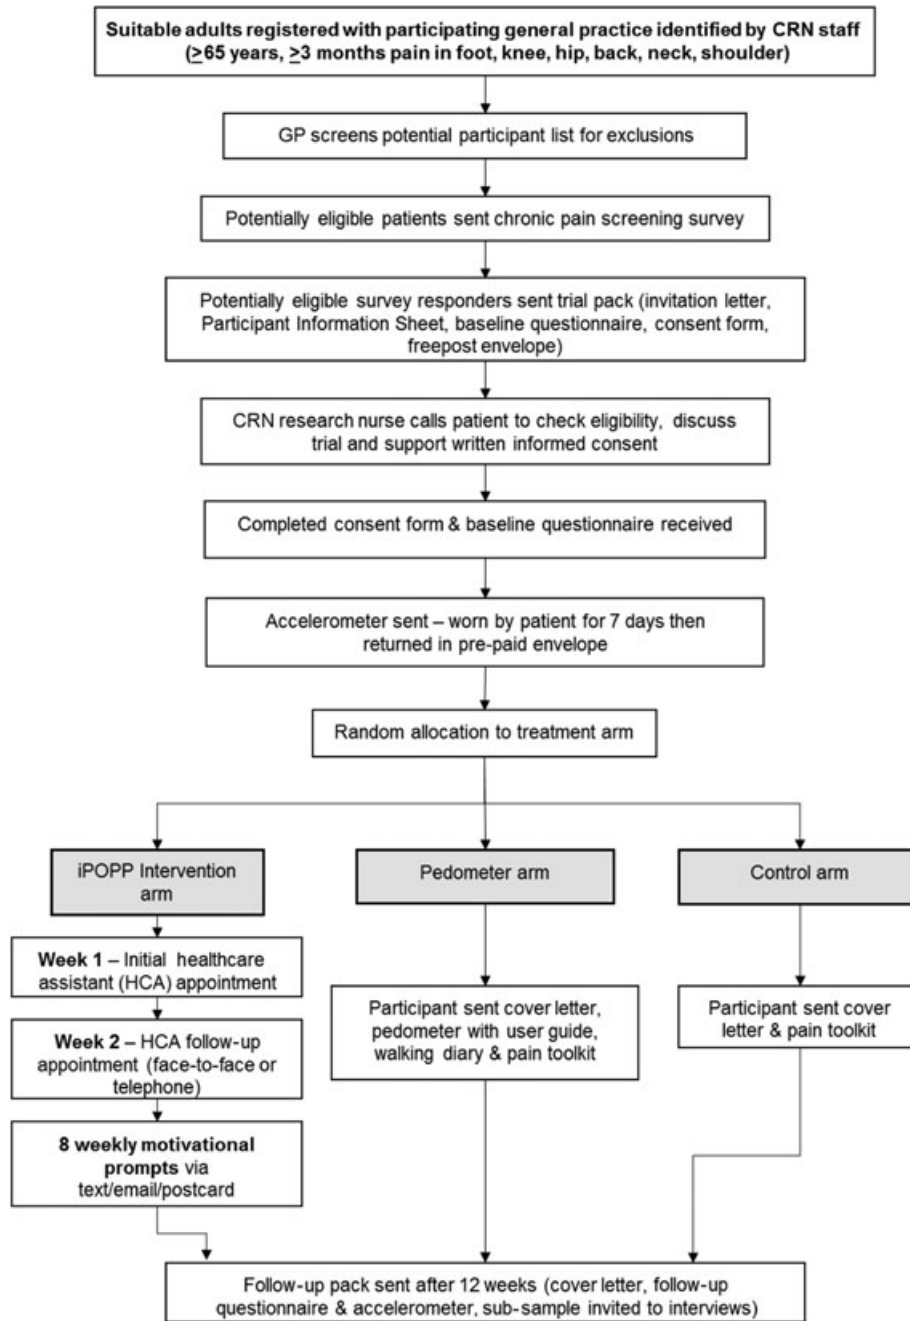 Suitable adults registered with participating general practice identified by CRN staff
(≥65 years, ≥3 months pain in foot, knee, hip, back, neck, shoulder)
GP screens potential participant list for exclusions
Potentially eligible patients sent chronic pain screening survey
Potentially eligible survey responders sent trial pack (invitation letter,
Participant Information Sheet, baseline questionnaire, consent form,
freepost envelope)
CRN research nurse calls patient to check eligibility, discuss
trial and support written informed consent
Completed consent form & baseline questionnaire received
Accelerometer sent – worn by patient for 7 days then
returned in pre-paid envelope
Random allocation to treatment arm
iPOPP Intervention
arm
Week 1 – Initial healthcare
assistant (HCA) appointment
Week 2 – HCA follow-up
appointment (face-to-face or
telephone)
8 weekly motivational
prompts via
text/email/postcard
Pedometer arm
Participant sent cover letter,
pedometer with user guide,
walking diary & pain toolkit
Control arm
Participant sent cover
letter & pain toolkit
Follow-up pack sent after 12 weeks (cover letter, follow-up
questionnaire & accelerometer, sub-sample invited to interviews)